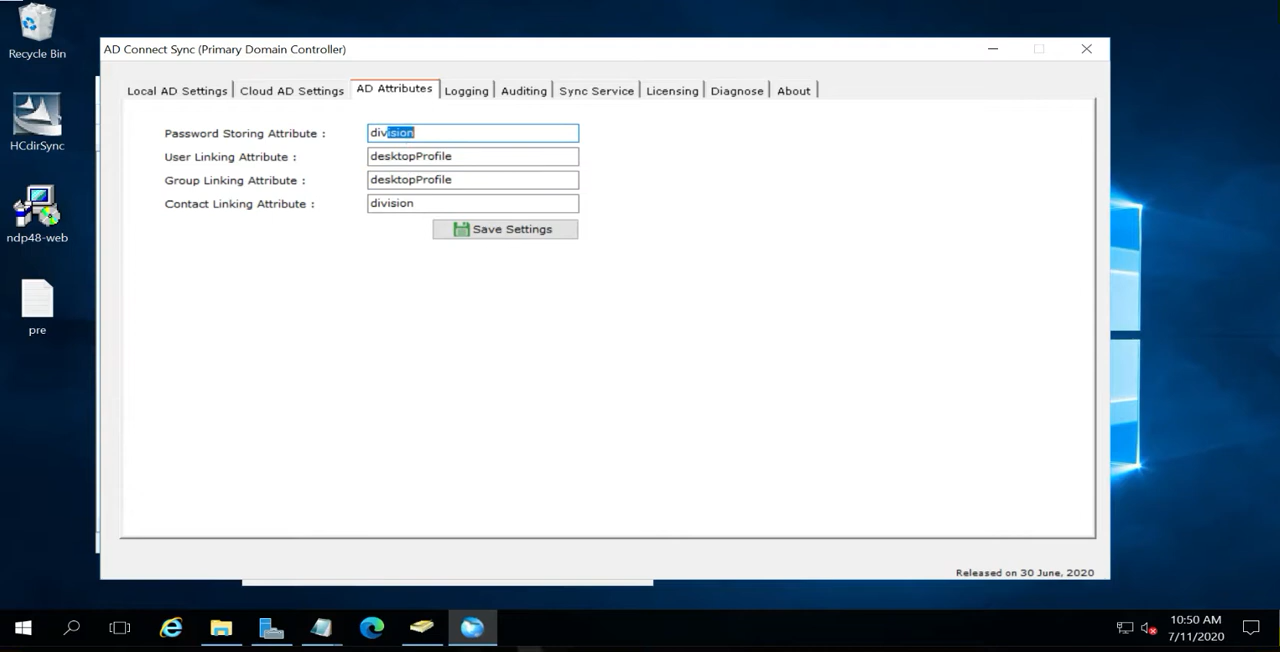 Recycle Bin
HCdirSync
ndp48-web
pre
AD Connect Sync (Primary Domain Controller)
Local AD Settings
Cloud AD Settings
AD Attributes
Logging
Auditing
Sync Service
Licensing
Diagnose
About
Password Storing Attribute : division
User Linking Attribute : desktopProfile
Group Linking Attribute : desktopProfile
Contact Linking Attribute : division
Save Settings
Released on 30 June, 2020
10:50 AM
7/11/2020